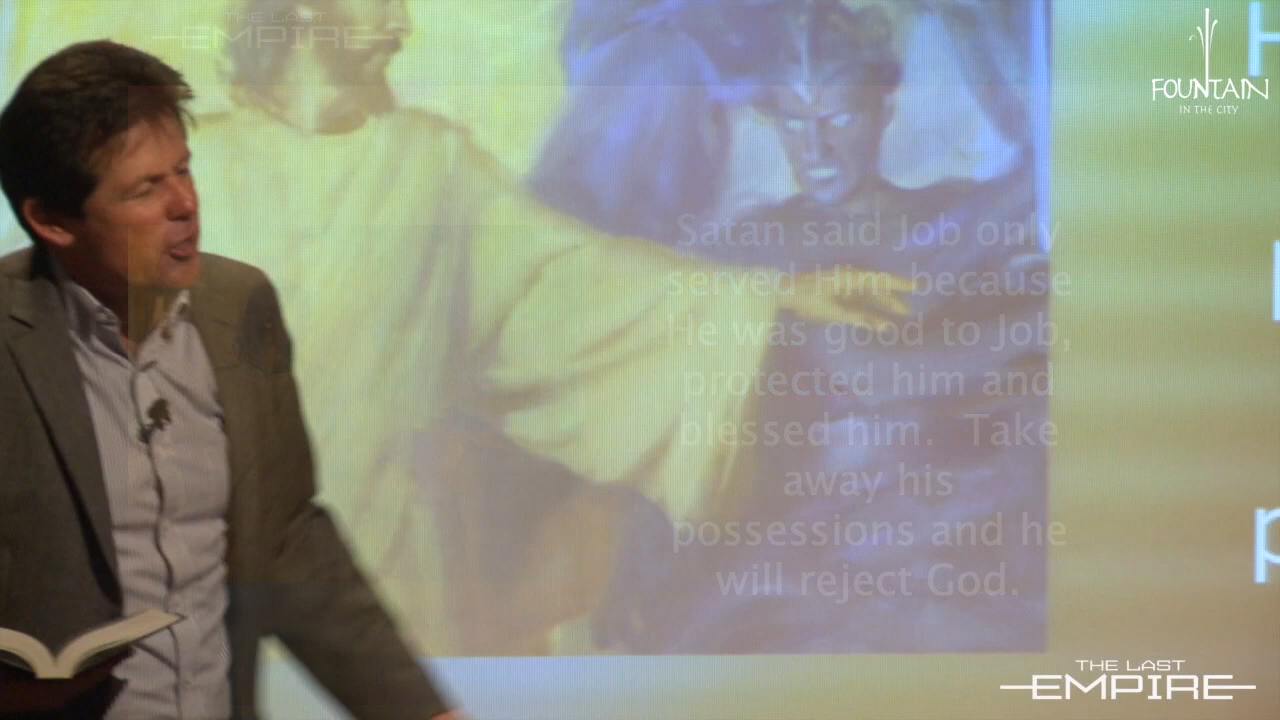 THE LAST
EMPIRE
H
FOUNTAIN
IN THE CITY
Satan said Job only
served Him because
He was good to Job,
protected him and
blessed him. Take
away his
possessions and he
will reject God.
p
THE LAST
EMPIRE